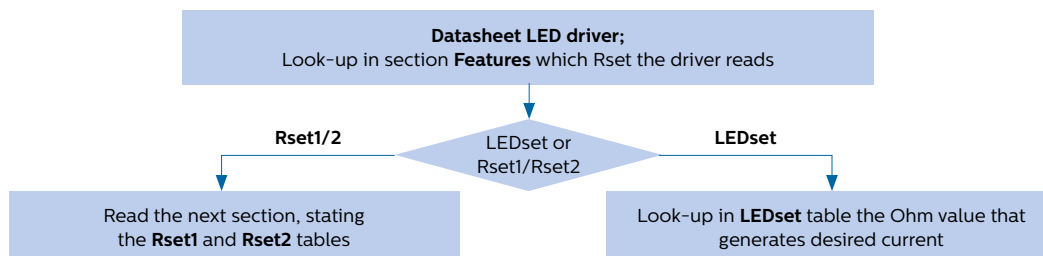 Datasheet LED driver;
Look-up in section Features which Rset the driver reads
Rset1/2
LEDset or
Rset1/Rset2
LEDset
Read the next section, stating
the Rset1 and Rset2 tables
Look-up in LEDset table the Ohm value that
generates desired current